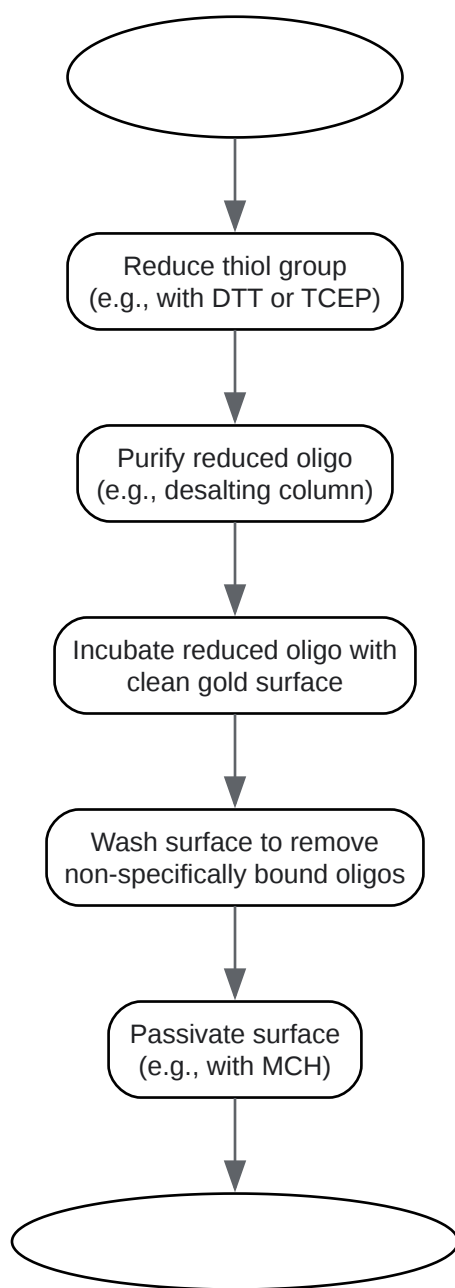 Reduce thiol group
(e.g., with DTT or TCEP)
Purify reduced oligo
(e.g., desalting column)
Incubate reduced oligo with
clean gold surface
Wash surface to remove
non-specifically bound oligos
Passivate surface
(e.g., with MCH)